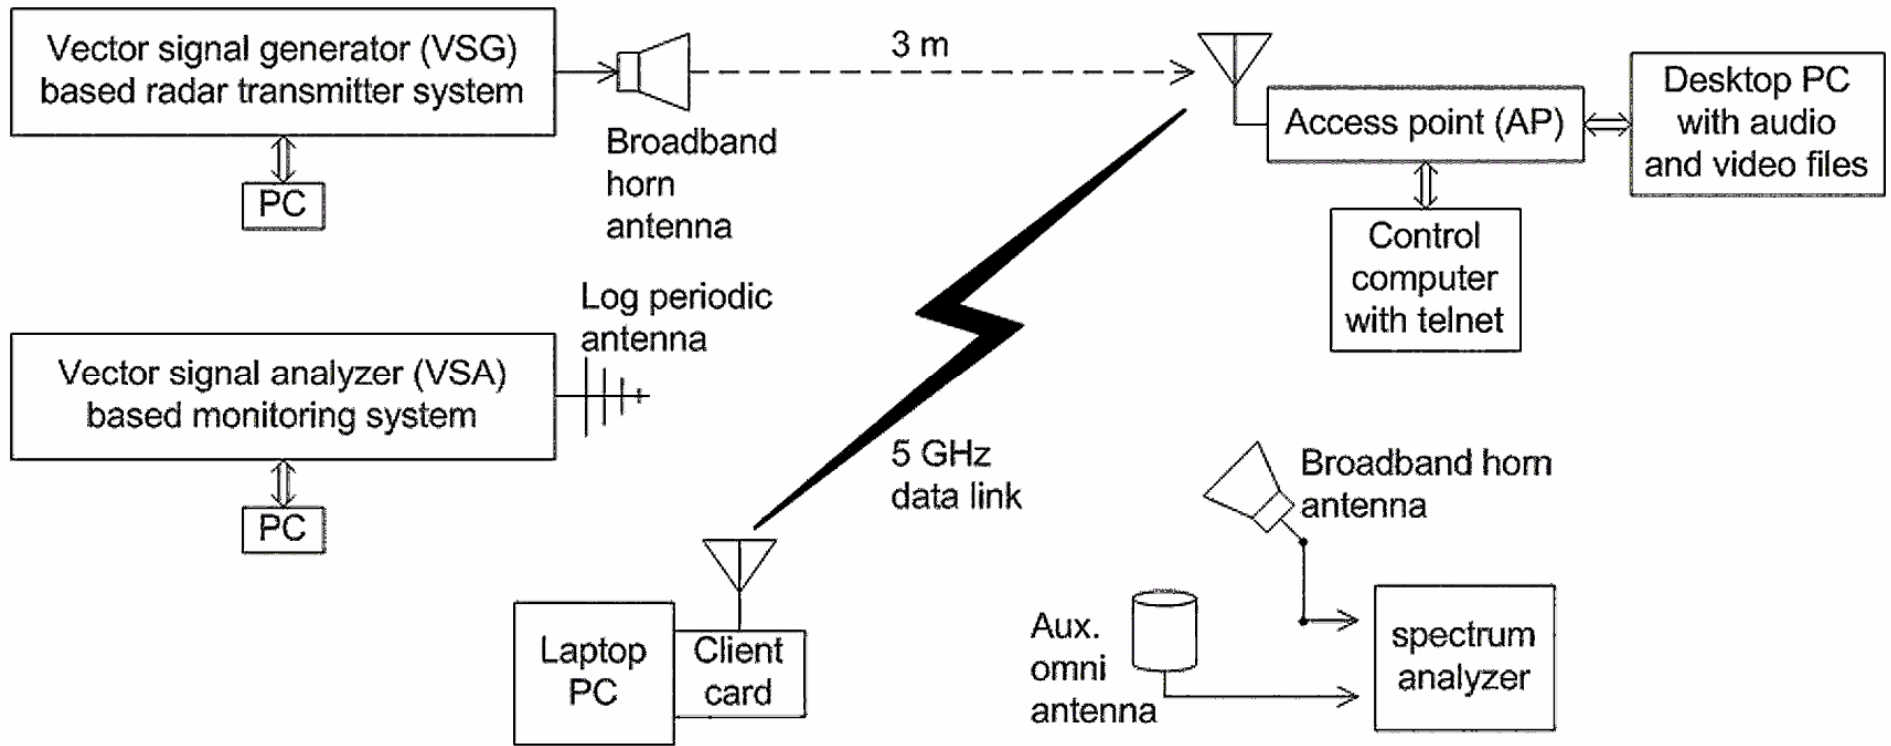 Vector signal generator (VSG)
based radar transmitter system
PC
Broadband
horn
antenna
3 m
Access point (AP)
Desktop PC
with audio
and video files
Control
computer
with telnet
Log periodic
antenna
Vector signal analyzer (VSA)
based monitoring system
PC
5 GHz
data link
Laptop
PC
Client
card
Broadband horn
antenna
Aux.
omni
antenna
spectrum
analyzer